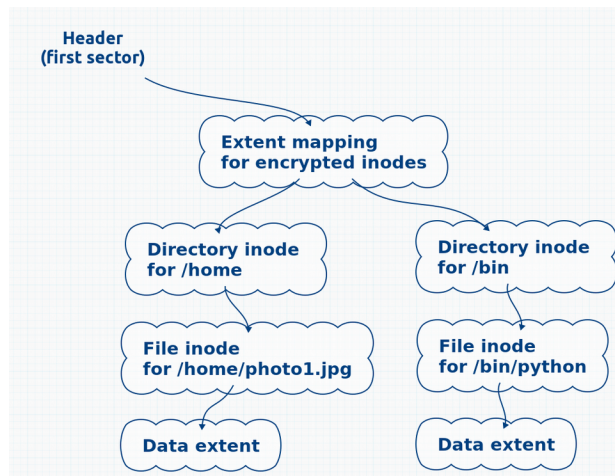 Header
(first sector)
Extent mapping
for encrypted inodes
Directory inode
for /home
Directory inode
for /bin
File inode
for /home/photo1.jpg
File inode
for /bin/python
Data extent
Data extent